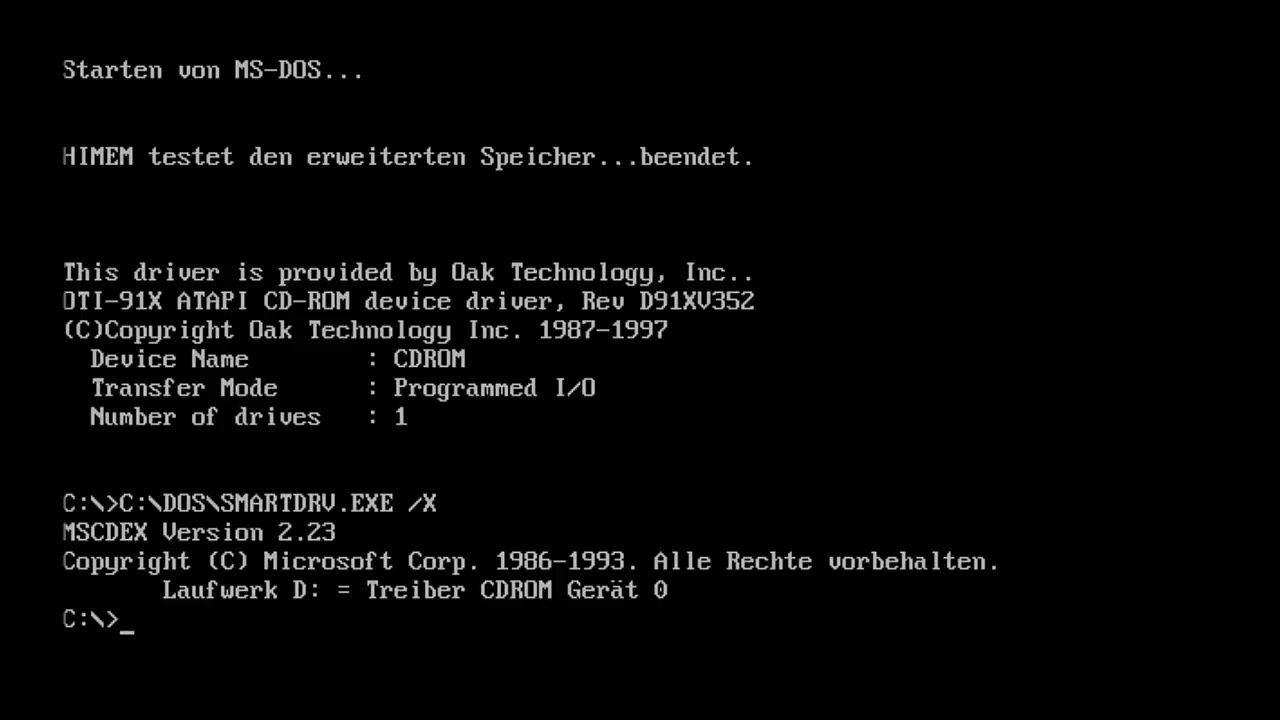 Starten von MS-DOS...
HIMEM testet den erweiterten Speicher...beendet.
This driver is provided by Oak Technology, Inc..
OTI-91X ATAPI CD-ROM device driver, Rev D91XV352
(C)Copyright Oak Technology Inc. 1987-1997
  Device Name         : CDROM
  Transfer Mode       : Programmed I/O
  Number of drives    : 1
C:\>C:\DOS\SMARTDRV.EXE /X
MSCDEX Version 2.23
Copyright (C) Microsoft Corp. 1986-1993. Alle Rechte vorbehalten.
       Laufwerk D: = Treiber CDROM Gerät 0
C:\>_